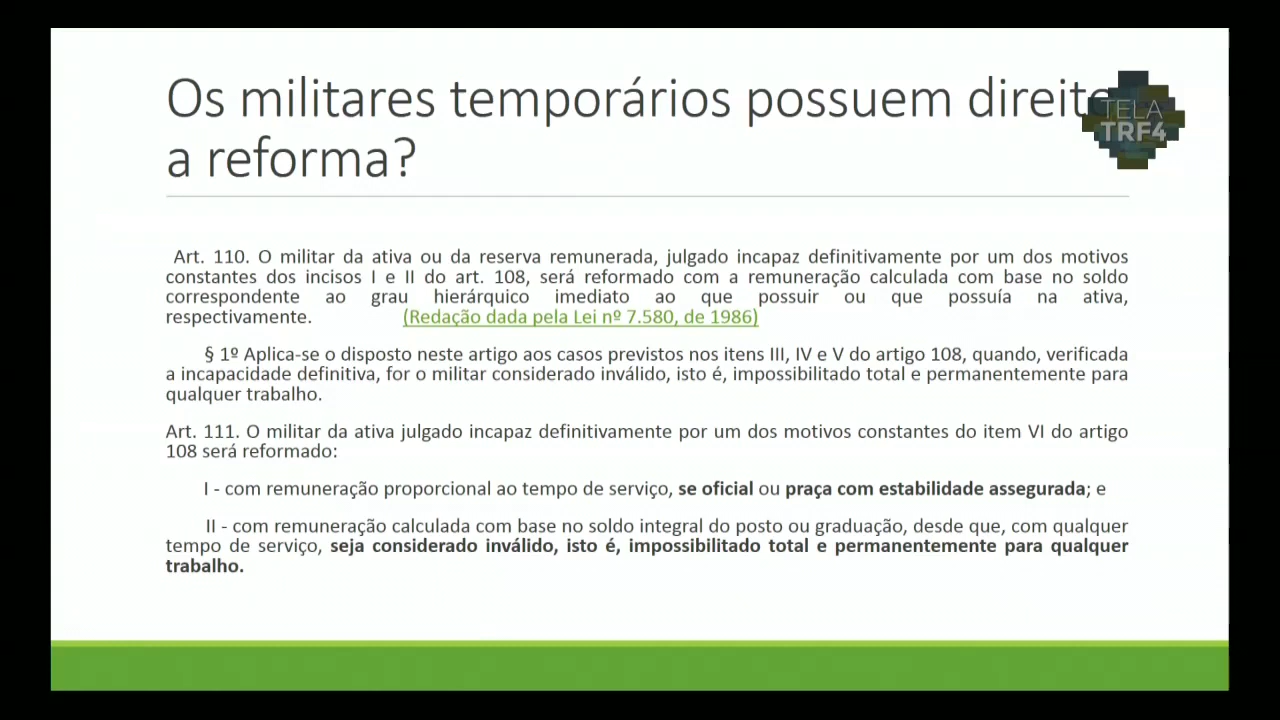 Os militares temporários possuem direito
a reforma?
TELA
TRF4
Art. 110. O militar da ativa ou da reserva remunerada, julgado incapaz definitivamente por um dos motivos
constantes dos incisos I e II do art. 108, será reformado com a remuneração calculada com base no soldo
correspondente ao grau hierárquico imediato ao que possuir ou que possuía na ativa,
respectivamente. (Redação dada pela Lei nº 7.580, de 1986)
§ 1º Aplica-se o disposto neste artigo aos casos previstos nos itens III, IV e V do artigo 108, quando, verificada
a incapacidade definitiva, for o militar considerado inválido, isto é, impossibilitado total e permanentemente para
qualquer trabalho.
Art. 111. O militar da ativa julgado incapaz definitivamente por um dos motivos constantes do item VI do artigo
108 será reformado:
I - com remuneração proporcional ao tempo de serviço, se oficial ou praça com estabilidade assegurada; e
II - com remuneração calculada com base no soldo integral do posto ou graduação, desde que, com qualquer
tempo de serviço, seja considerado inválido, isto é, impossibilitado total e permanentemente para qualquer
trabalho.